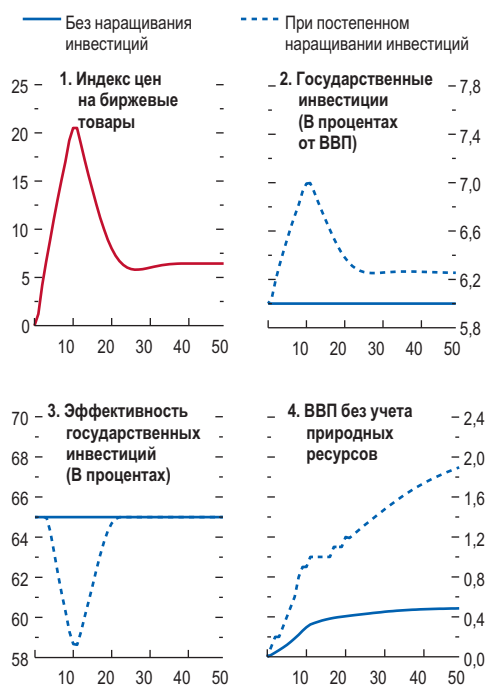 Без наращивания
инвестиций
При постепенном
наращивании инвестиций
1. Индекс цен
на биржевые
товары
25
20
15
10
5
0
10 20 30 40 50
2. Государственные
инвестиции
(В процентах
от ВВП)
7,8
7,4
7,0
6,6
6,2
5,8
10 20 30 40 50
3. Эффективность
государственных
инвестиций
(В процентах)
70
68
66
64
62
60
58
10 20 30 40 50
4. ВВП без учета
природных
ресурсов
2,4
2,0
1,6
1,2
0,8
0,4
0,0
10 20 30 40 50